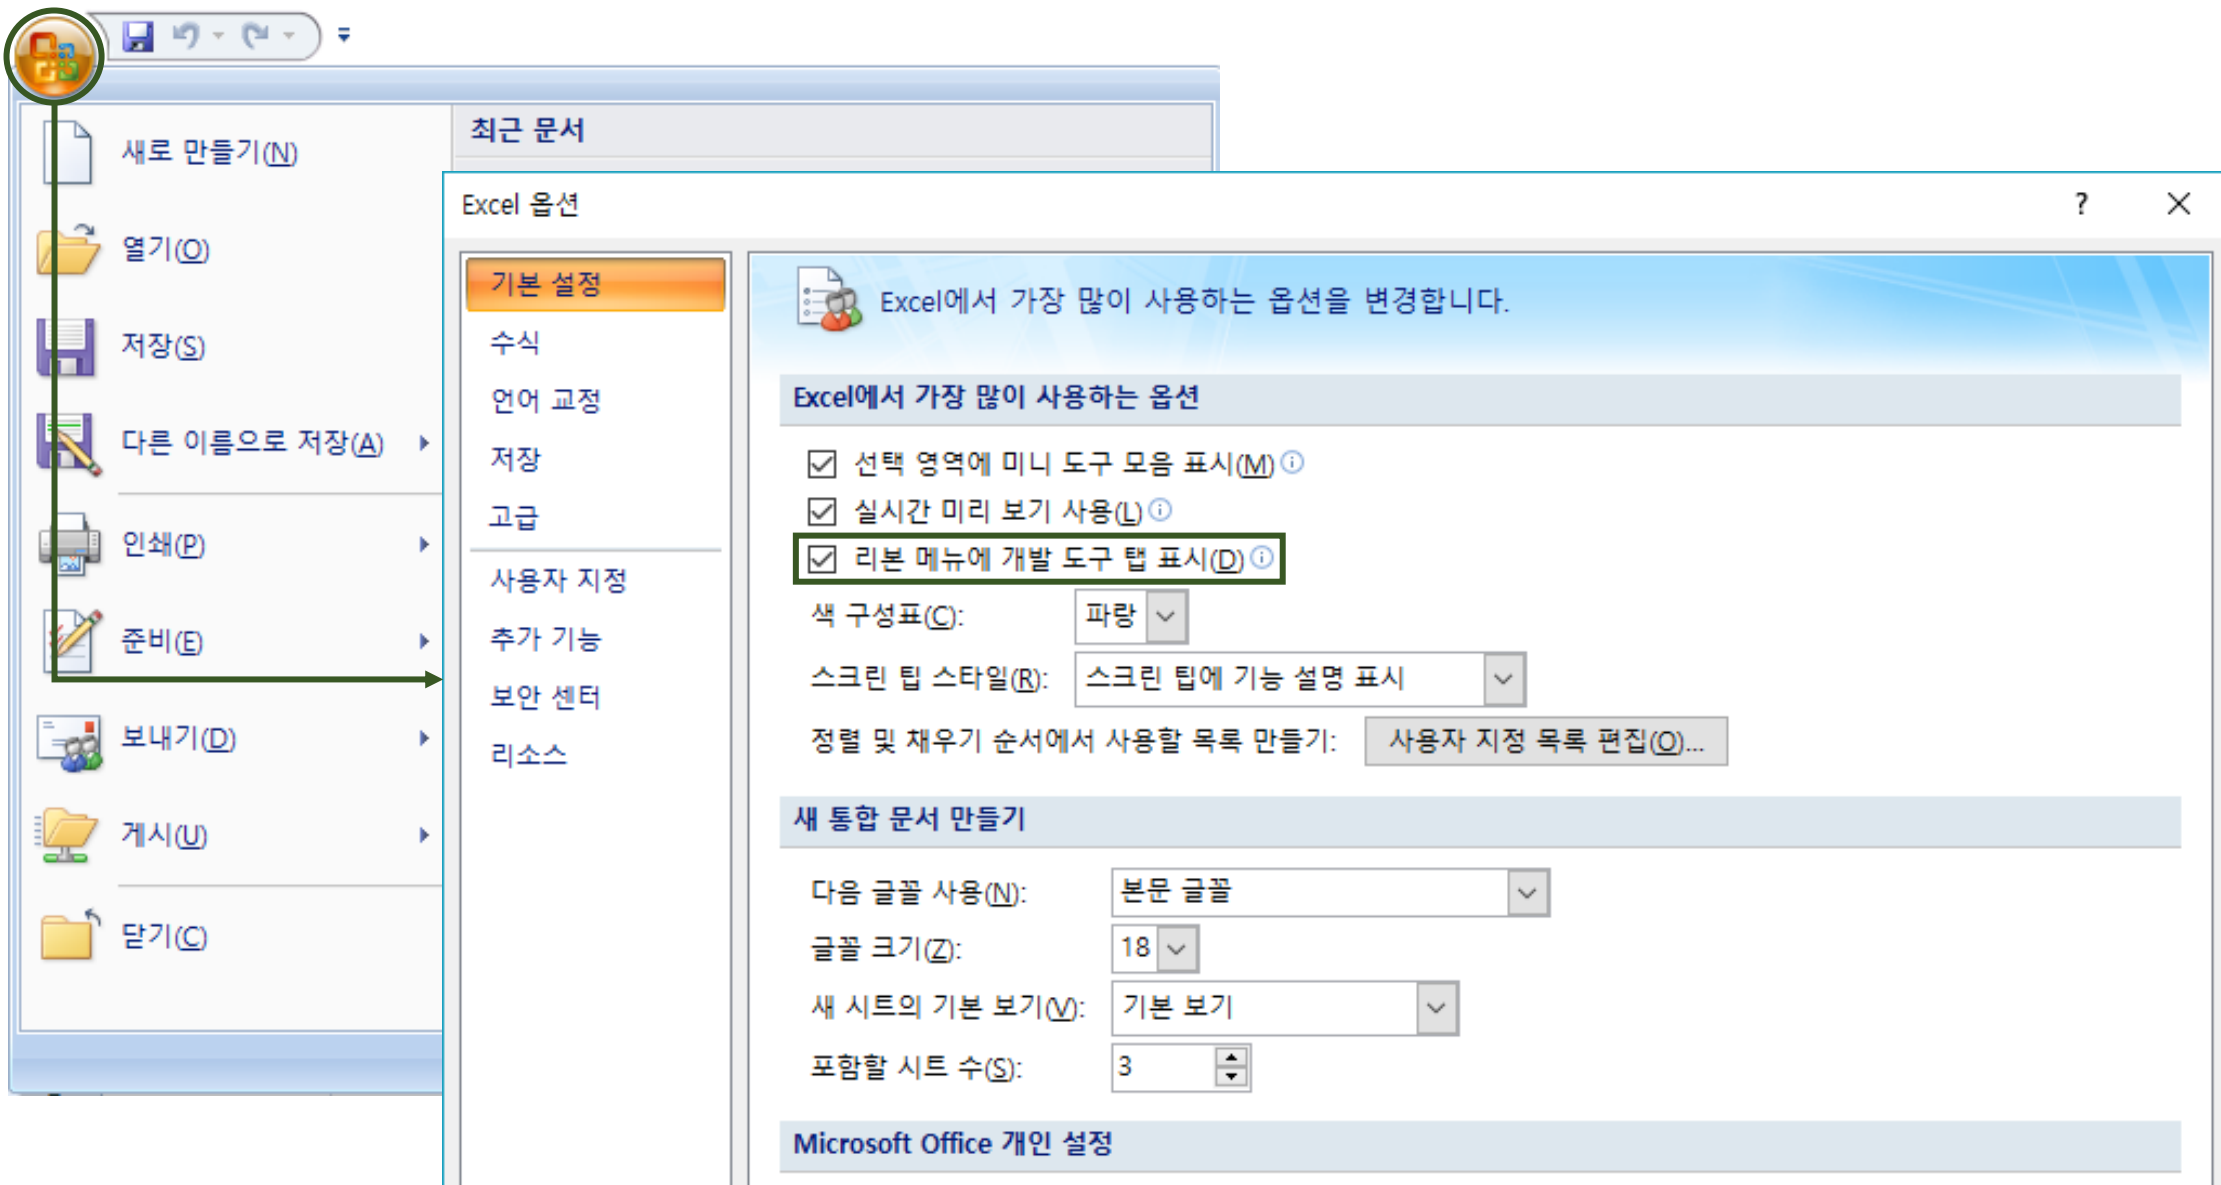 최근 문서
새로 만들기(N)
열기(O)
저장(S)
다른 이름으로 저장(A)
인쇄(P)
준비(E)
보내기(D)
게시(U)
닫기(C)
Excel 옵션
?
기본 설정
수식
언어 교정
저장
고급
사용자 지정
추가 기능
보안 센터
리소스
Excel에서 가장 많이 사용하는 옵션을 변경합니다.
Excel에서 가장 많이 사용하는 옵션
선택 영역에 미니 도구 모음 표시(M)
실시간 미리 보기 사용(L)
리본 메뉴에 개발 도구 탭 표시(D)
색 구성표(C): 파랑
스크린 팁 스타일(R): 스크린 팁에 기능 설명 표시
정렬 및 채우기 순서에서 사용할 목록 만들기: 사용자 지정 목록 편집(O)...
새 통합 문서 만들기
다음 글꼴 사용(N): 본문 글꼴
글꼴 크기(Z): 18
새 시트의 기본 보기(V): 기본 보기
포함할 시트 수(S): 3
Microsoft Office 개인 설정